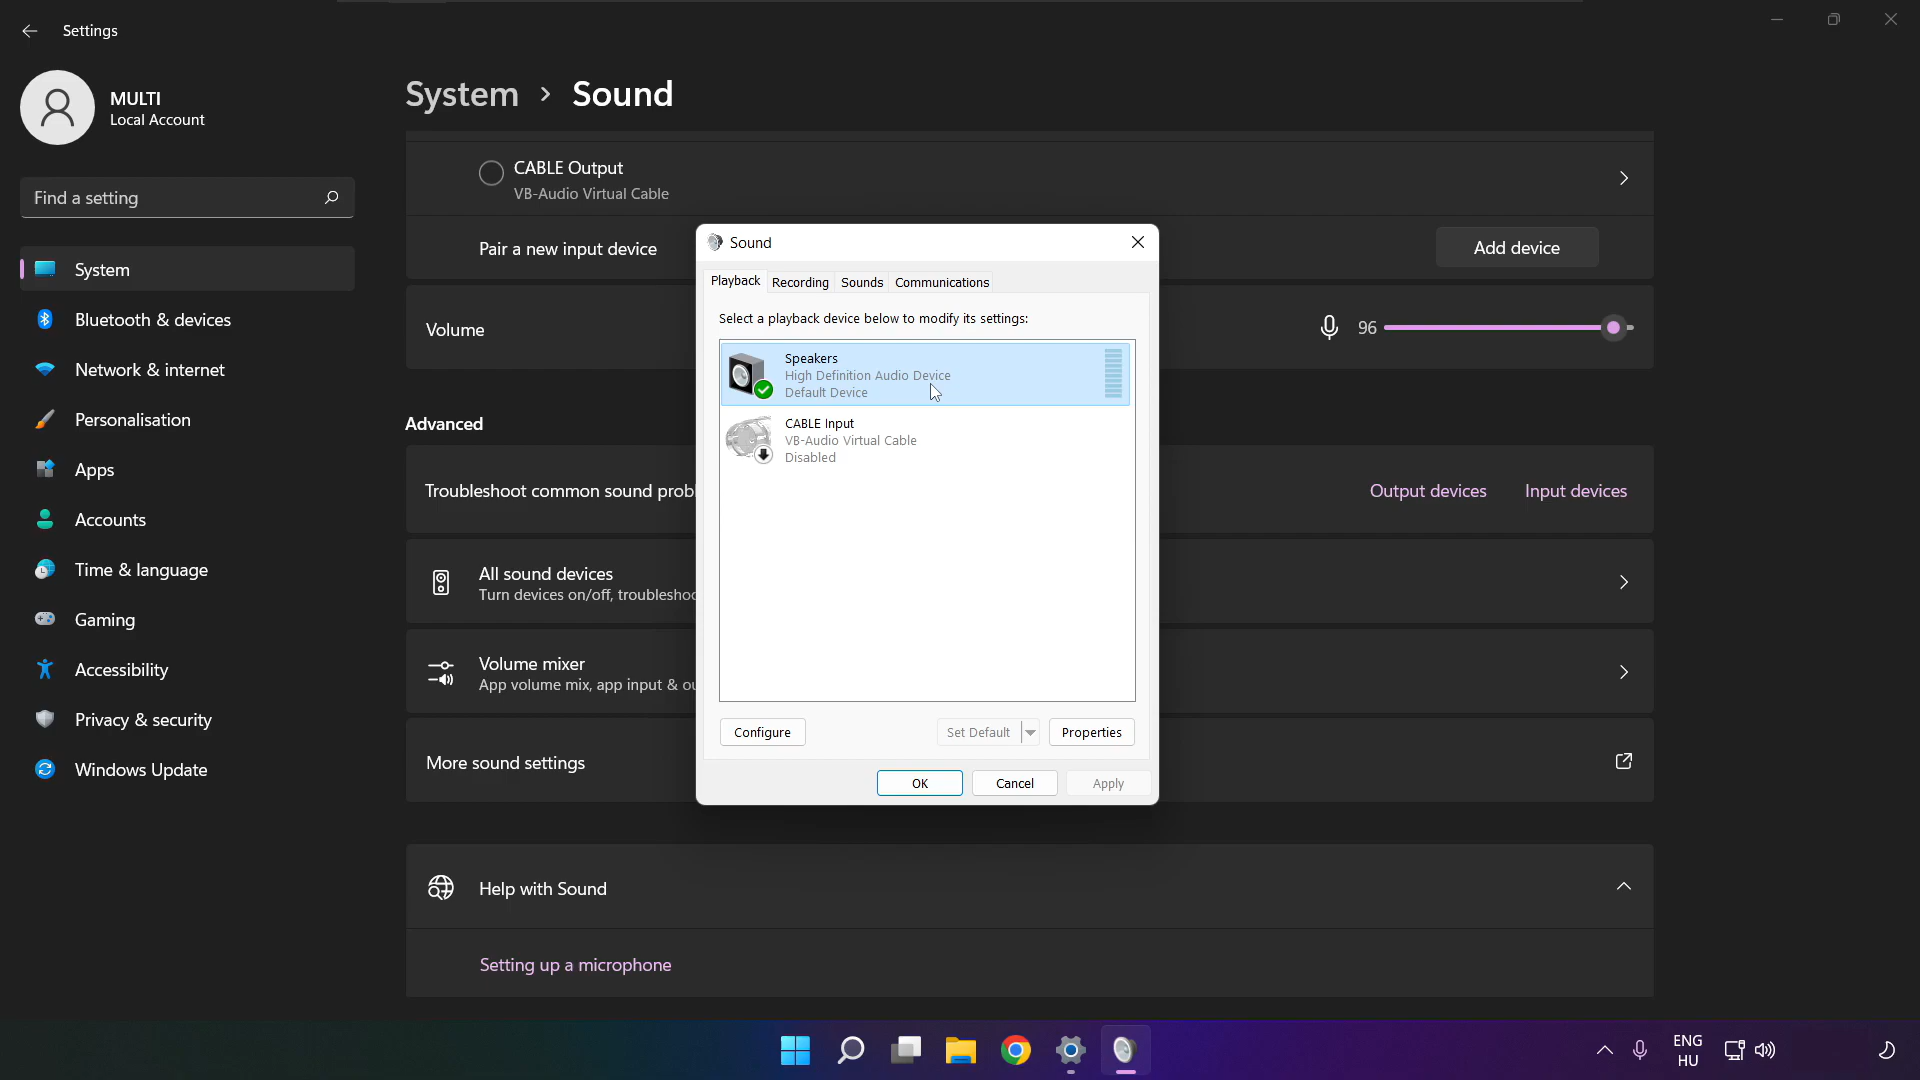 Settings
MULTI
Local Account
Find a setting
System
Bluetooth & devices
Network & internet
Personalisation
Apps
Accounts
Time & language
Gaming
Accessibility
Privacy & security
Windows Update
System > Sound
CABLE Output
VB-Audio Virtual Cable
Pair a new input device
Add device
Volume
96
Advanced
Troubleshoot common sound probl
Output devices
Input devices
All sound devices
Turn devices on/off, troubleshoo
Volume mixer
App volume mix, app input & ou
More sound settings
Help with Sound
Setting up a microphone
Sound
Playback
Recording
Sounds
Communications
Select a playback device below to modify its settings:
Speakers
High Definition Audio Device
Default Device
CABLE Input
VB-Audio Virtual Cable
Disabled
Configure
Set Default
Properties
OK
Cancel
Apply
ENG
HU